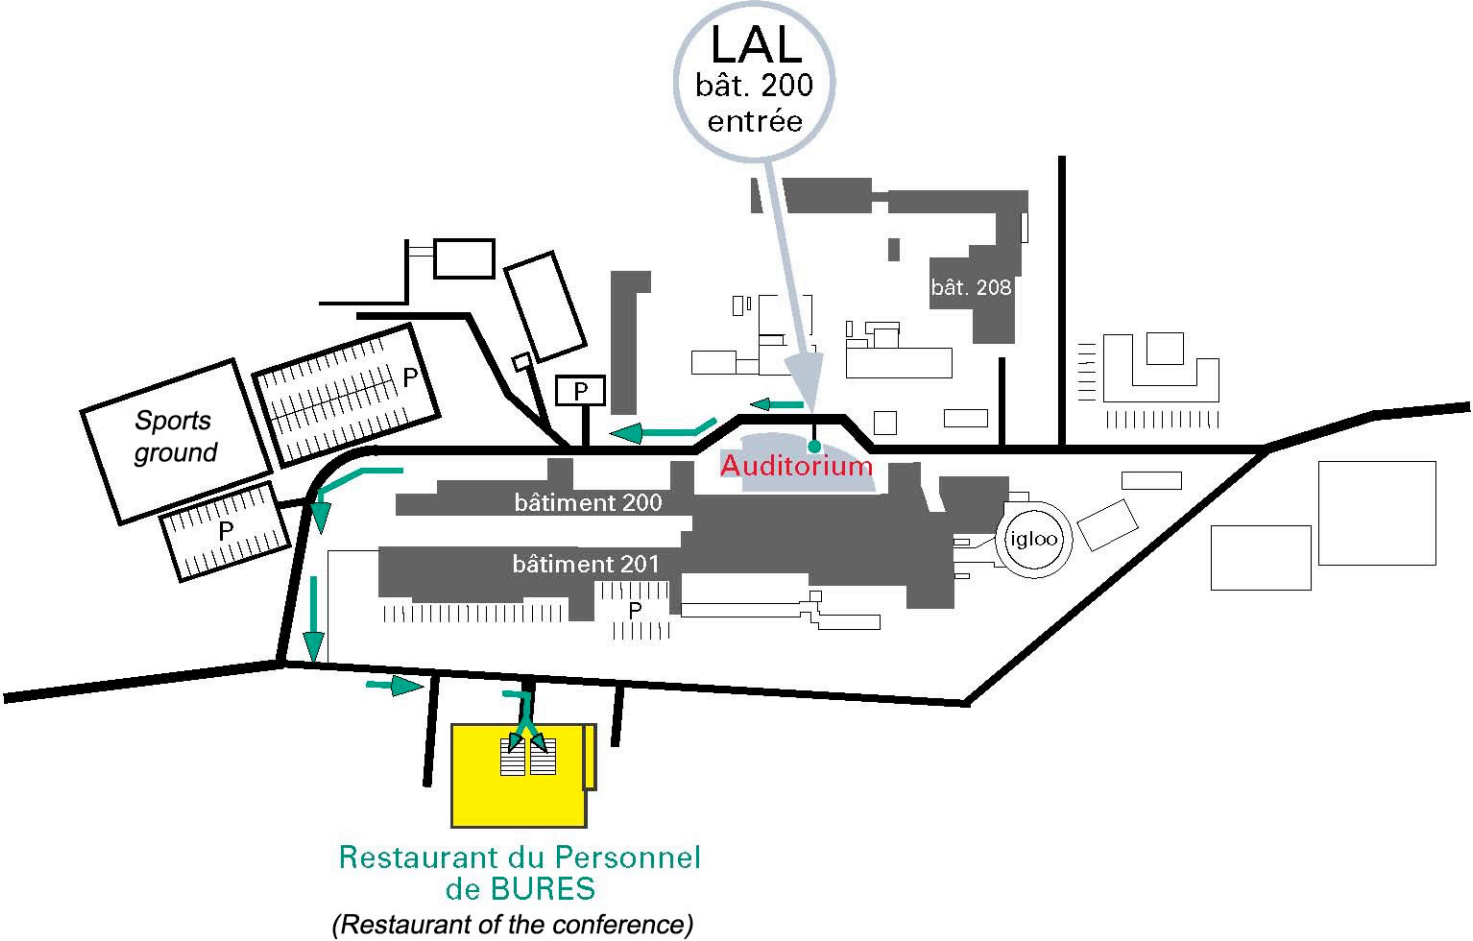 LAL
bât. 200
entrée
bât. 208
P
P
Sports
ground
Auditorium
bâtiment 200
P
igloo
bâtiment 201
P
Restaurant du Personnel
de BURES
(Restaurant of the conference)